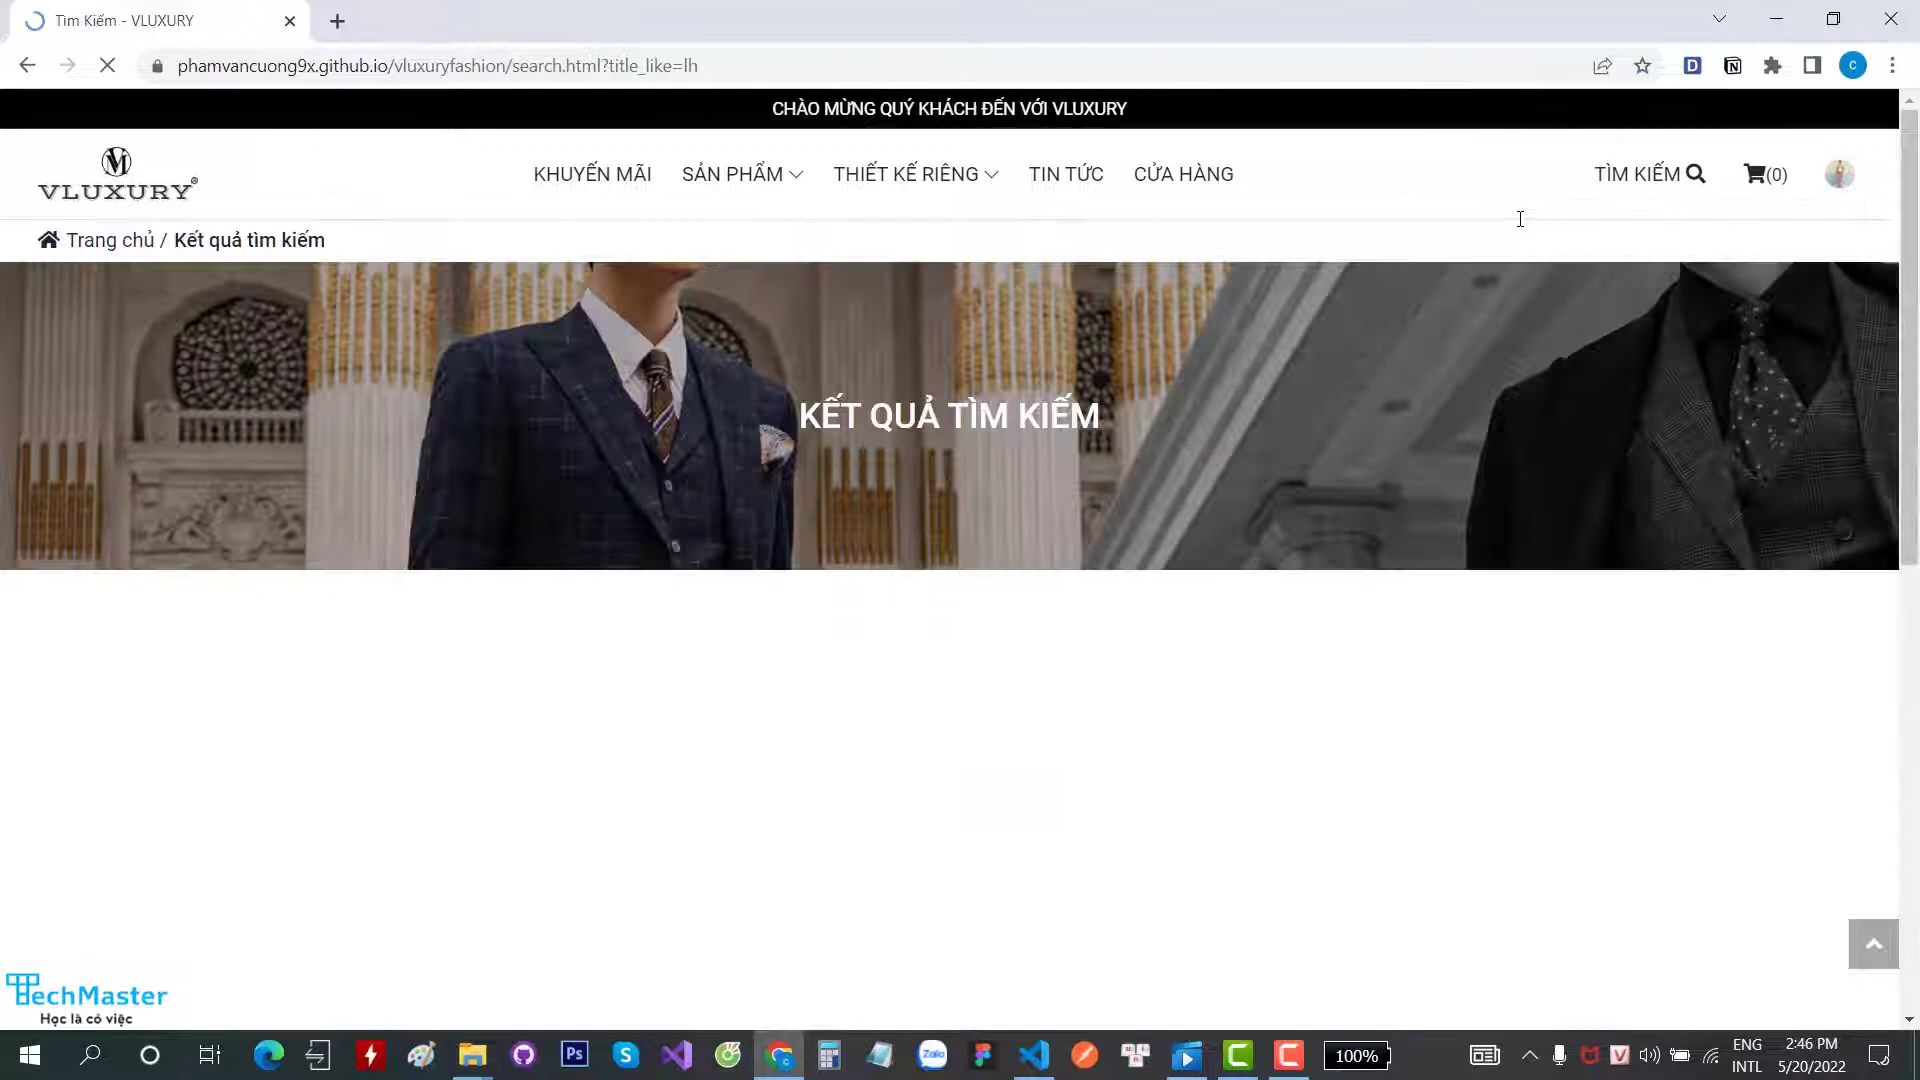 Tìm Kiếm - VLUXURY
phamvancuong9x.github.io/vluxuryfashion/search.html?title_like=lh
C
CHÀO MỪNG QUÝ KHÁCH ĐẾN VỚI VLUXURY
VLUXURY®
KHUYẾN MÃI SẢN PHẨM THIẾT KẾ RIÊNG TIN TỨC CỬA HÀNG
TÌM KIẾM (0)
Trang chủ / Kết quả tìm kiếm
KẾT QUẢ TÌM KIẾM
TechMaster
Học là có việc
Ps
Zalo
100%
ENG
INTL
2:46 PM
5/20/2022